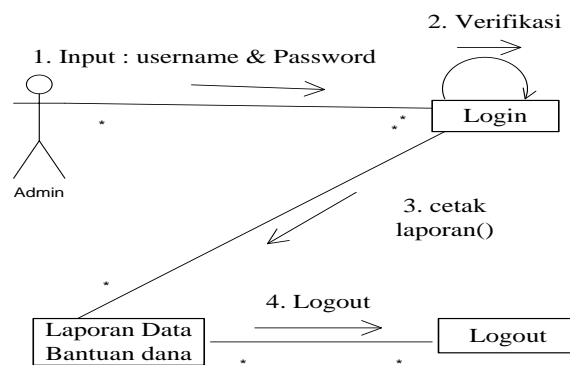 2. Verifikasi
1. Input : username & Password
Login
Admin
3. cetak
laporan()
4. Logout
Laporan Data
Bantuan dana
Logout